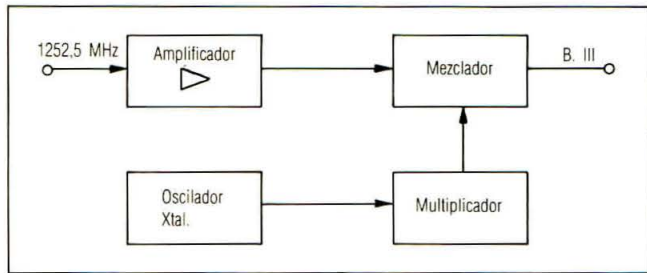 1252,5 MHz
Amplificador
Mezclador
B. III
Oscilador
Xtal.
Multiplicador